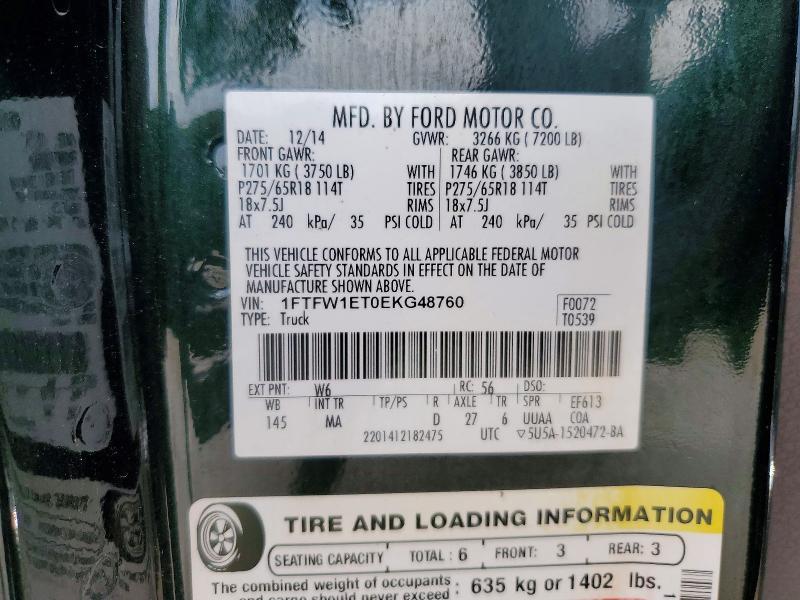 MFD. BY FORD MOTOR CO.
DATE: 12/14 GVWR: 3266 KG ( 7200 LB)
FRONT GAWR: REAR GAWR:
1701 KG ( 3750 LB) WITH 1746 KG ( 3850 LB) WITH
P275/65R18 114T TIRES P275/65R18 114T TIRES
18x7.5J RIMS 18x7.5J RIMS
AT 240 kPa/ 35 PSI COLD AT 240 kPa/ 35 PSI COLD
THIS VEHICLE CONFORMS TO ALL APPLICABLE FEDERAL MOTOR
VEHICLE SAFETY STANDARDS IN EFFECT ON THE DATE OF
MANUFACTURE SHOWN ABOVE.
VIN: 1FTFW1ET0EKG48760 F0072
TYPE: Truck T0539
EXT PNT: W6 RC: 56 DSO:
WB INT TR TP/PS R AXLE TR SPR EF613
145 MA D 27 6 UUAA COA
2201412182475 UTC ▽5U5A-1520472-BA
TIRE AND LOADING INFORMATION
SEATING CAPACITY TOTAL : 6 FRONT: 3 REAR: 3
The combined weight of occupants : 635 kg or 1402 lbs.
and cargo should never exceed